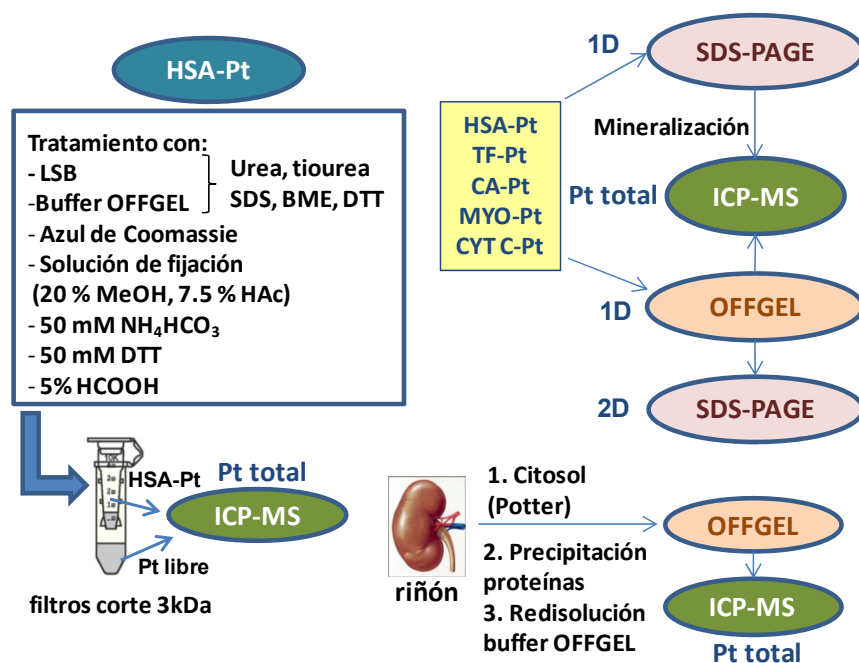 HSA-Pt
Tratamiento con:
- LSB
-Buffer OFFGEL
Urea, tiourea
SDS, BME, DTT
- Azul de Coomassie
- Solución de fijación
(20 % MeOH, 7.5 % HAc)
- 50 mM NH₄HCO₃
- 50 mM DTT
- 5% HCOOH
HSA-Pt
Pt libre
filtros corte 3kDa
Pt total
ICP-MS
1D
SDS-PAGE
HSA-Pt
TF-Pt
CA-Pt
MYO-Pt
CYT C-Pt
Mineralización
Pt total
ICP-MS
1D
OFFGEL
2D
SDS-PAGE
riñón
1. Citosol
(Potter)
2. Precipitación
proteínas
3. Redisolución
buffer OFFGEL
OFFGEL
ICP-MS
Pt total